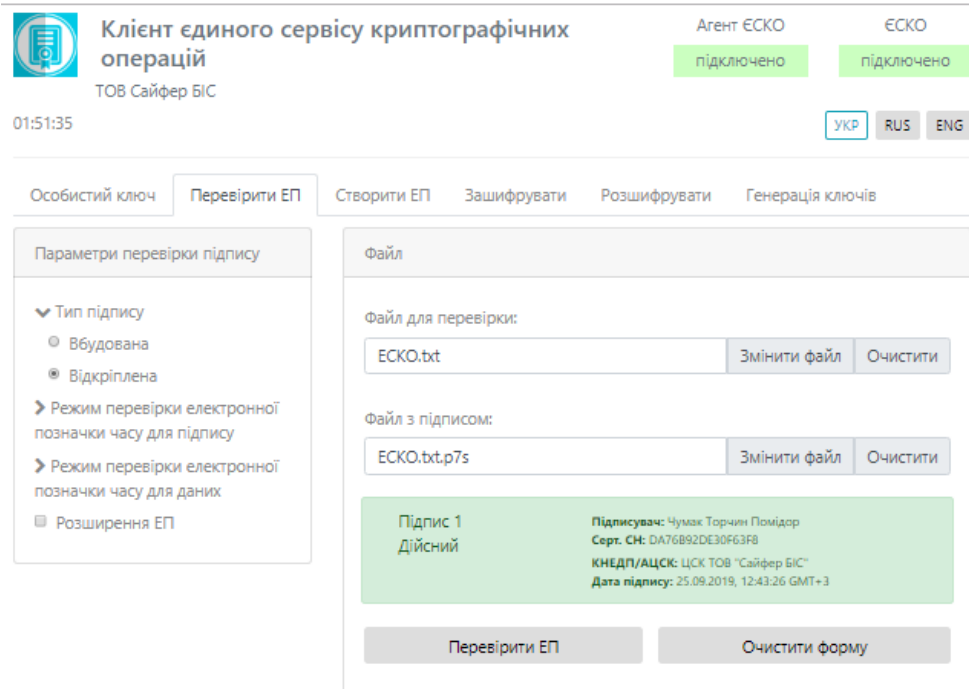 Клієнт єдиного сервісу криптографічних
операцій
ТОВ Сайфер БІС
Агент ЄСКО
ЄСКО
підключено
підключено
01:51:35
УКР
RUS
ENG
Особистий ключ
Перевірити ЕП
Створити ЕП
Зашифрувати
Розшифрувати
Генерація ключів
Параметри перевірки підпису
Тип підпису
Вбудована
Відкріплена
Режим перевірки електронної
позначки часу для підпису
Режим перевірки електронної
позначки часу для даних
Розширення ЕП
Файл
Файл для перевірки:
ЕСКО.txt
Змінити файл
Очистити
Файл з підписом:
ЕСКО.txt.p7s
Змінити файл
Очистити
Підпис 1
Дійсний
Підписувач: Чумак Торчин Помідор
Серт. СН: DA76B92DE30F63F8
КНЕДП/АЦСК: ЦСК ТОВ "Сайфер БІС"
Дата підпису: 25.09.2019, 12:43:26 GMT+3
Перевірити ЕП
Очистити форму